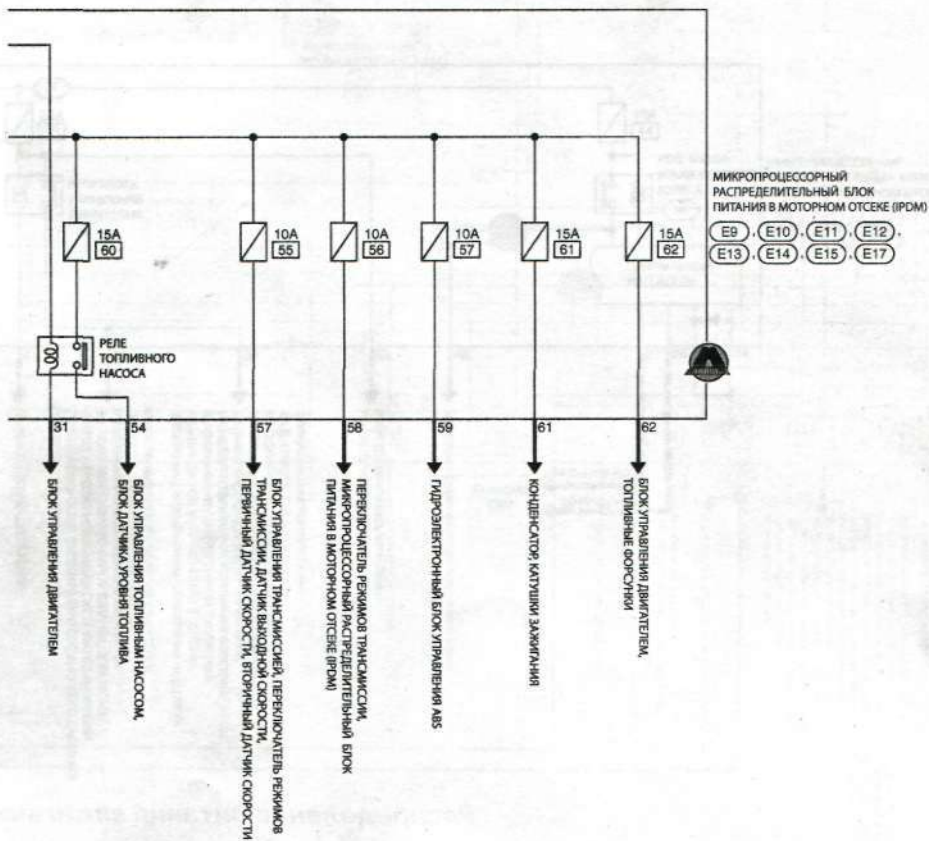 МИКРОПРОЦЕССОРНЫЙ
РАСПРЕДЕЛИТЕЛЬНЫЙ БЛОК
ПИТАНИЯ В МОТОРНОМ ОТСЕКЕ (IPDM)
E9, E10, E11, E12,
E13, E14, E15, E17
15A
60
10A
55
10A
56
10A
57
15A
61
15A
62
РЕЛЕ
ТОПЛИВНОГО
НАСОСА
31
54
57
58
59
61
62
БЛОК УПРАВЛЕНИЯ ДВИГАТЕЛЕМ
БЛОК УПРАВЛЕНИЯ ТОПЛИВНЫМ НАСОСОМ,
БЛОК ДАТЧИКА УРОВНЯ ТОПЛИВА
БЛОК УПРАВЛЕНИЯ ТРАНСМИССИЕЙ, ПЕРЕКЛЮЧАТЕЛЬ РЕЖИМОВ
ТРАНСМИССИИ, ДАТЧИК ВЫХОДНОЙ СКОРОСТИ,
ПЕРВИЧНЫЙ ДАТЧИК СКОРОСТИ, ВТОРИЧНЫЙ ДАТЧИК СКОРОСТИ
ПЕРЕКЛЮЧАТЕЛЬ РЕЖИМОВ ТРАНСМИССИИ,
МИКРОПРОЦЕССОРНЫЙ РАСПРЕДЕЛИТЕЛЬНЫЙ БЛОК
ПИТАНИЯ В МОТОРНОМ ОТСЕКЕ (IPDM)
ГИДРОЭЛЕКТРОННЫЙ БЛОК УПРАВЛЕНИЯ ABS
КОНДЕНСАТОР, КАТУШКИ ЗАЖИГАНИЯ
БЛОК УПРАВЛЕНИЯ ДВИГАТЕЛЕМ,
ТОПЛИВНЫЕ ФОРСУНКИ